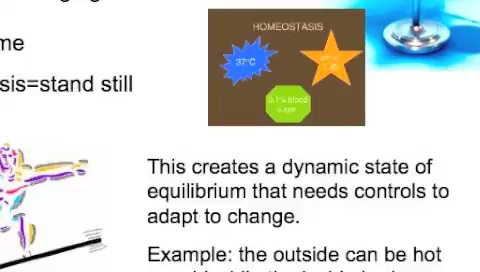 me
HOMEOSTASIS
37°C
0.1% blood
sugar
sis=stand still
This creates a dynamic state of
equilibrium that needs controls to
adapt to change.
Example: the outside can be hot